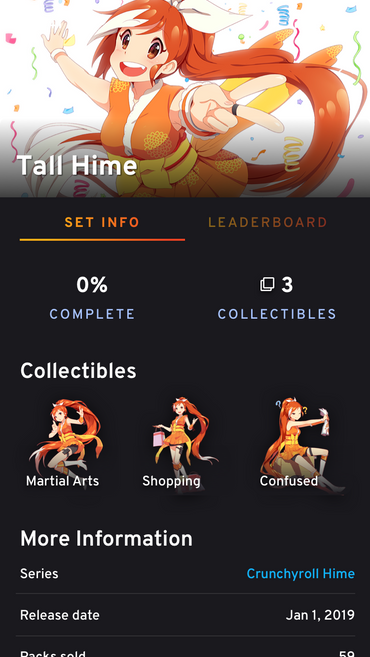 Tall Hime
SET INFO
LEADERBOARD
0%
3
COMPLETE
COLLECTIBLES
Collectibles
Martial Arts
Shopping
Confused
More Information
Series
Crunchyroll Hime
Release date
Jan 1, 2019
Packs sold
59